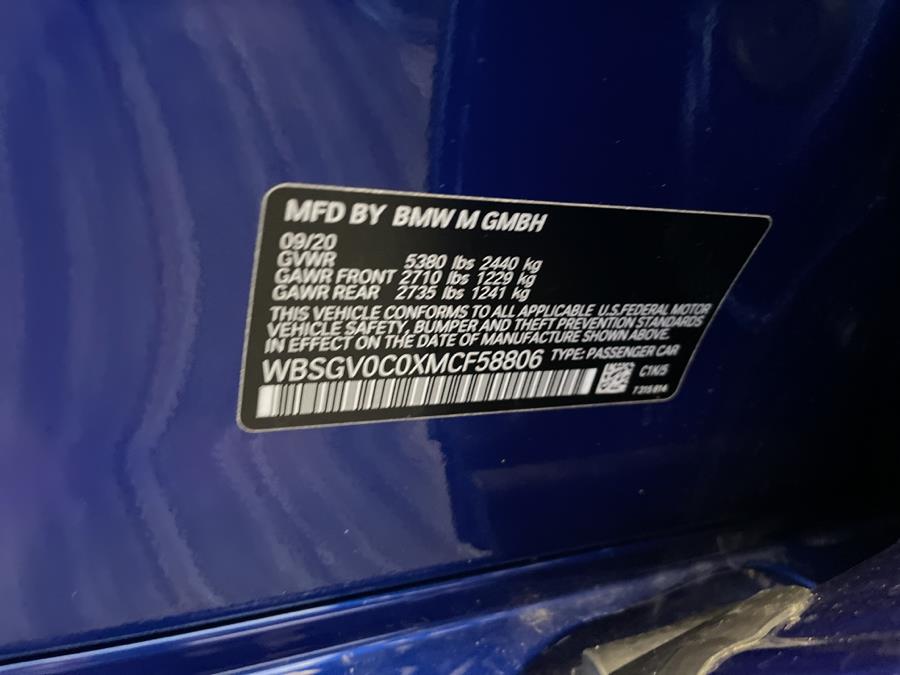 MFD BY BMW M GMBH
09/20
GVWR 5380 lbs 2440 kg
GAWR FRONT 2710 lbs 1229 kg
GAWR REAR 2735 lbs 1241 kg
THIS VEHICLE CONFORMS TO ALL APPLICABLE U.S.FEDERAL MOTOR
VEHICLE SAFETY, BUMPER AND THEFT PREVENTION STANDARDS
IN EFFECT ON THE DATE OF MANUFACTURE SHOWN ABOVE.
WBSGV0C0XMCF58806 TYPE: PASSENGER CAR
C1K/5
7315814